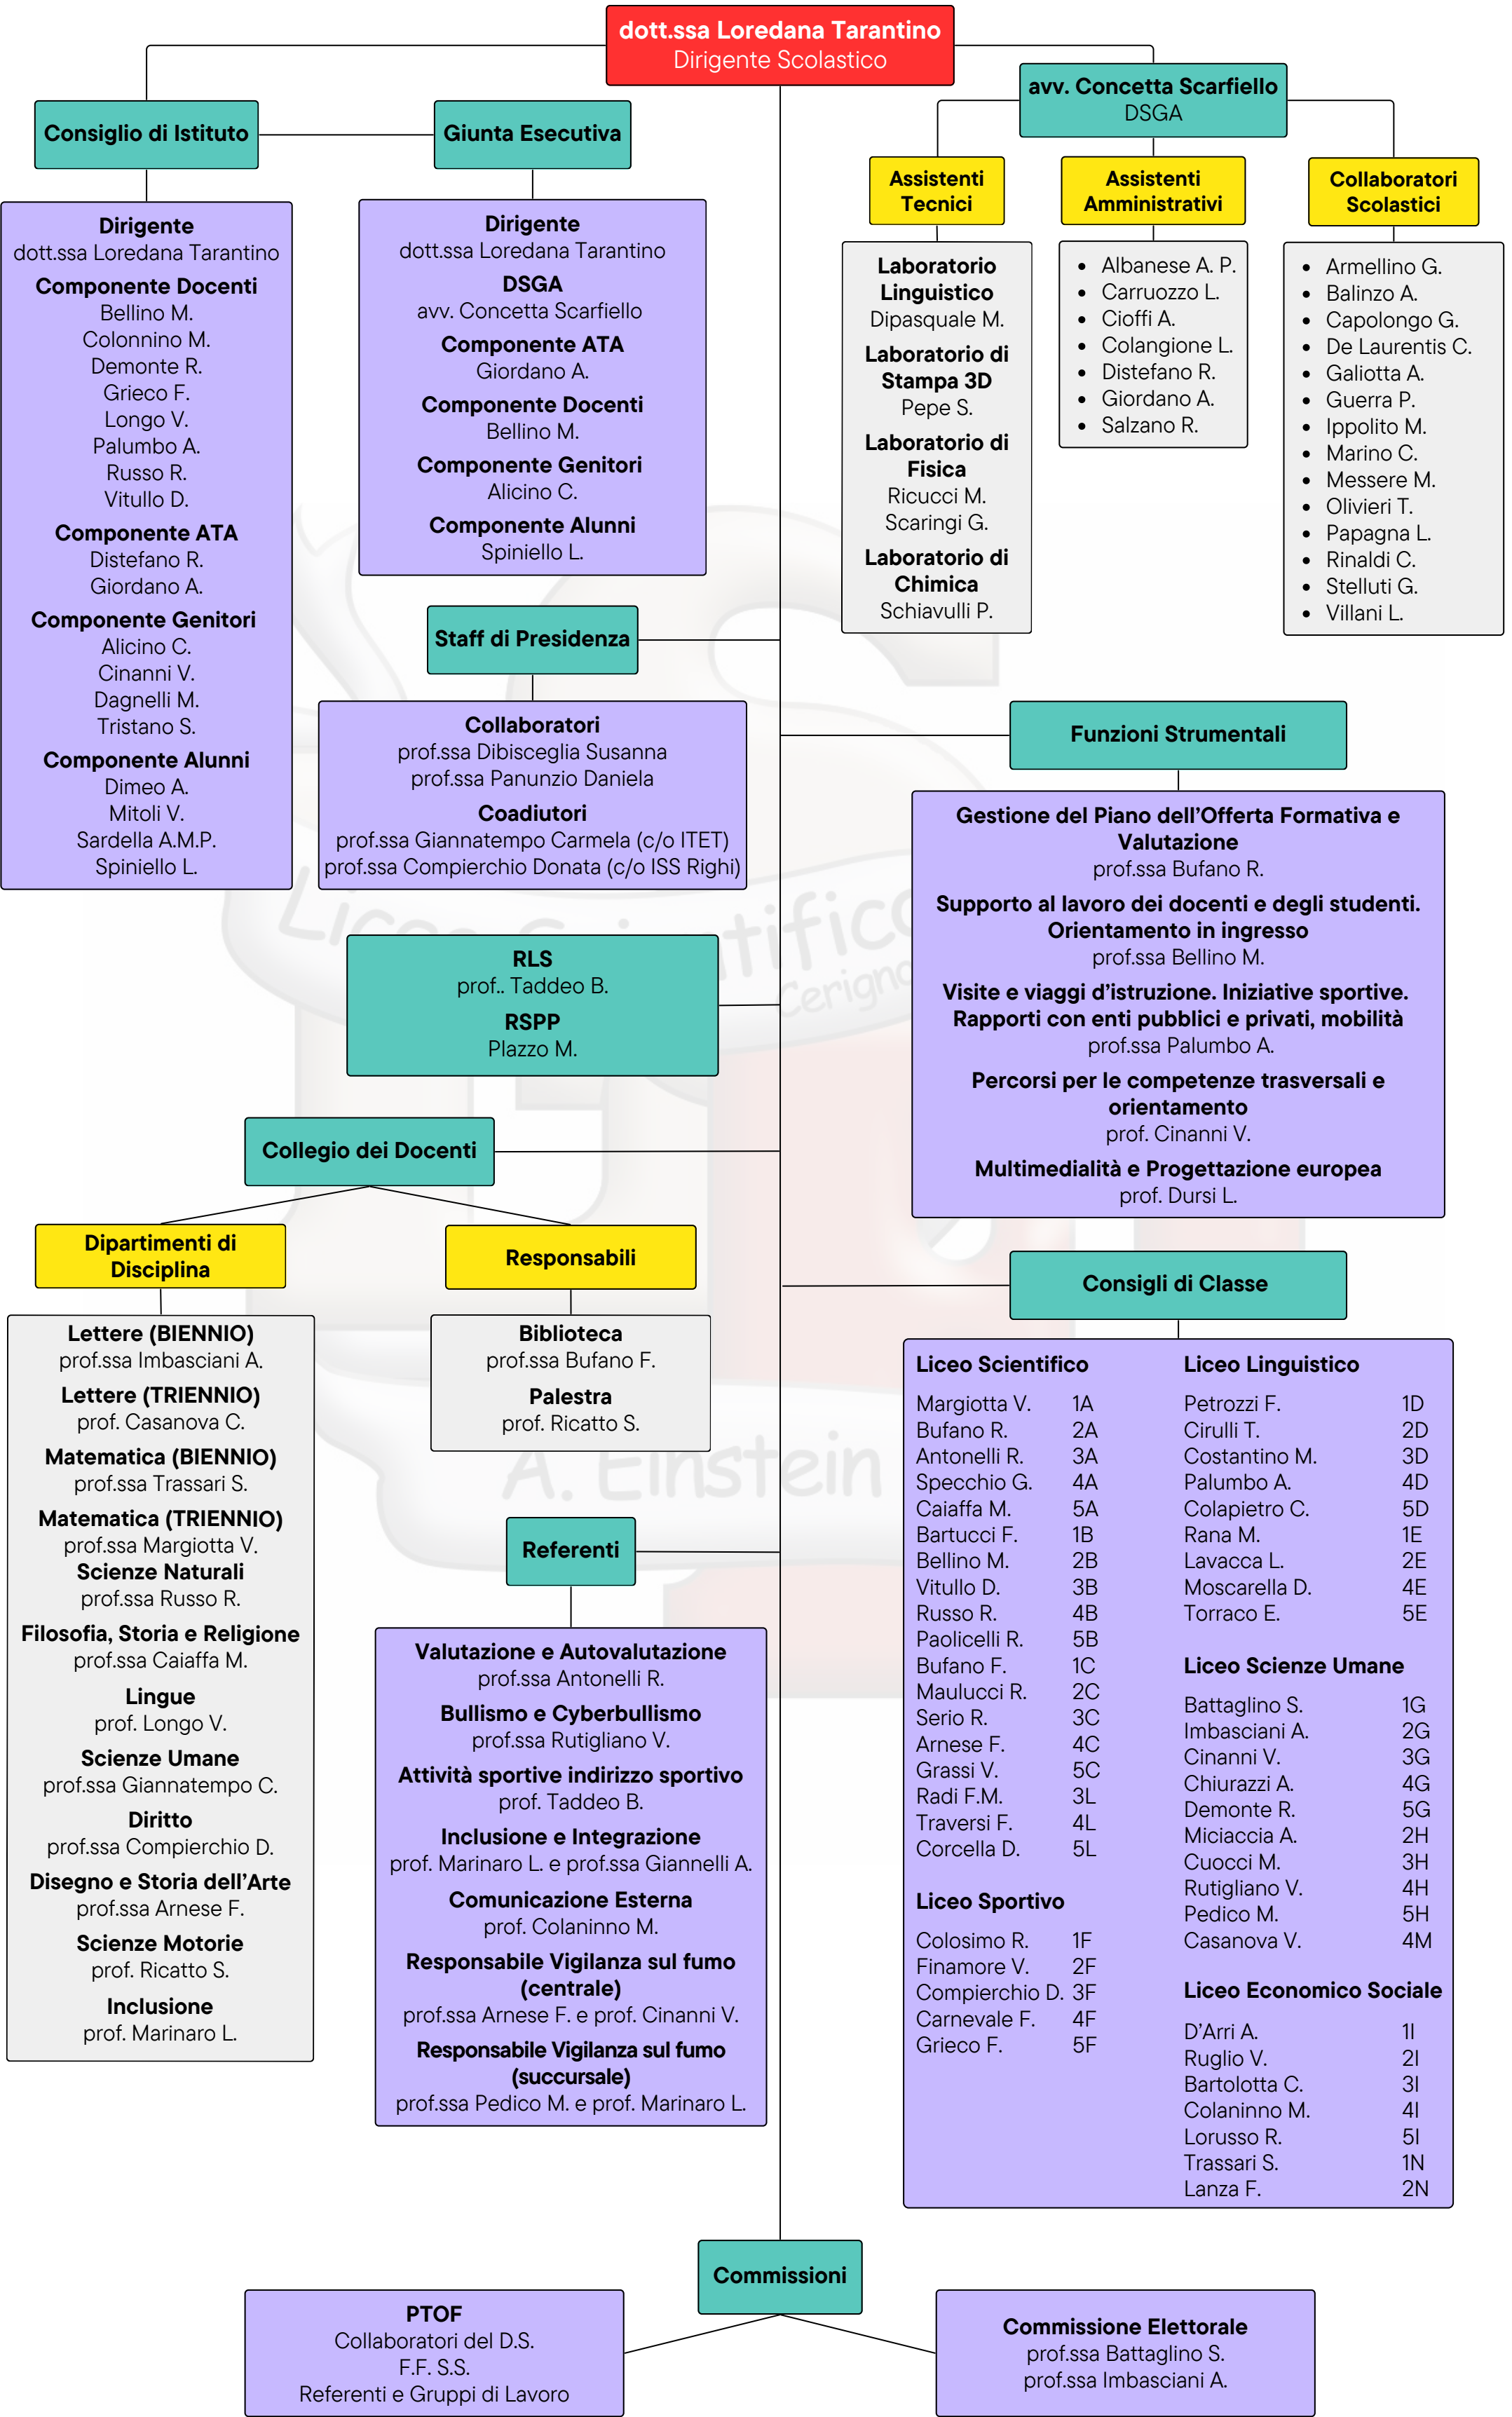 dott.ssa Loredana Tarantino
Dirigente Scolastico
avv. Concetta Scarfiello
DSGA
Consiglio di Istituto
Giunta Esecutiva
Assistenti
Tecnici
Assistenti
Amministrativi
Collaboratori
Scolastici
Dirigente
dott.ssa Loredana Tarantino
Componente Docenti
Bellino M.
Colonnino M.
Demonte R.
Grieco F.
Longo V.
Palumbo A.
Russo R.
Vitullo D.
Componente ATA
Distefano R.
Giordano A.
Componente Genitori
Alicino C.
Cinanni V.
Dagnelli M.
Tristano S.
Componente Alunni
Dimeo A.
Mitoli V.
Sardella A.M.P.
Spiniello L.
Dirigente
dott.ssa Loredana Tarantino
DSGA
avv. Concetta Scarfiello
Componente ATA
Giordano A.
Componente Docenti
Bellino M.
Componente Genitori
Alicino C.
Componente Alunni
Spiniello L.
Laboratorio
Linguistico
Dipasquale M.
Laboratorio di
Stampa 3D
Pepe S.
Laboratorio di
Fisica
Ricucci M.
Scaringi G.
Laboratorio di
Chimica
Schiavulli P.
• Albanese A. P.
• Carruozzo L.
• Cioffi A.
• Colangione L.
• Distefano R.
• Giordano A.
• Salzano R.
• Armellino G.
• Balinzo A.
• Capolongo G.
• De Laurentis C.
• Galiotta A.
• Guerra P.
• Ippolito M.
• Marino C.
• Messere M.
• Olivieri T.
• Papagna L.
• Rinaldi C.
• Stelluti G.
• Villani L.
Staff di Presidenza
Collaboratori
prof.ssa Dibisceglia Susanna
prof.ssa Panunzio Daniela
Coadiutori
prof.ssa Giannatempo Carmela (c/o ITET)
prof.ssa Compierchio Donata (c/o ISS Righi)
Funzioni Strumentali
Gestione del Piano dell'Offerta Formativa e
Valutazione
prof.ssa Bufano R.
Supporto al lavoro dei docenti e degli studenti.
Orientamento in ingresso
prof.ssa Bellino M.
Visite e viaggi d'istruzione. Iniziative sportive.
Rapporti con enti pubblici e privati, mobilità
prof.ssa Palumbo A.
Percorsi per le competenze trasversali e
orientamento
prof. Cinanni V.
Multimedialità e Progettazione europea
prof. Dursi L.
RLS
prof.. Taddeo B.
RSPP
Plazzo M.
Collegio dei Docenti
Dipartimenti di
Disciplina
Responsabili
Lettere (BIENNIO)
prof.ssa Imbasciani A.
Lettere (TRIENNIO)
prof. Casanova C.
Matematica (BIENNIO)
prof.ssa Trassari S.
Matematica (TRIENNIO)
prof.ssa Margiotta V.
Scienze Naturali
prof.ssa Russo R.
Filosofia, Storia e Religione
prof.ssa Caiaffa M.
Lingue
prof. Longo V.
Scienze Umane
prof.ssa Giannatempo C.
Diritto
prof.ssa Compierchio D.
Disegno e Storia dell'Arte
prof.ssa Arnese F.
Scienze Motorie
prof. Ricatto S.
Inclusione
prof. Marinaro L.
Biblioteca
prof.ssa Bufano F.
Palestra
prof. Ricatto S.
A. Einstein
Referenti
Valutazione e Autovalutazione
prof.ssa Antonelli R.
Bullismo e Cyberbullismo
prof.ssa Rutigliano V.
Attività sportive indirizzo sportivo
prof. Taddeo B.
Inclusione e Integrazione
prof. Marinaro L. e prof.ssa Giannelli A.
Comunicazione Esterna
prof. Colaninno M.
Responsabile Vigilanza sul fumo
(centrale)
prof.ssa Arnese F. e prof. Cinanni V.
Responsabile Vigilanza sul fumo
(succursale)
prof.ssa Pedico M. e prof. Marinaro L.
Consigli di Classe
Liceo Scientifico
Margiotta V. 1A
Bufano R. 2A
Antonelli R. 3A
Specchio G. 4A
Caiaffa M. 5A
Bartucci F. 1B
Bellino M. 2B
Vitullo D. 3B
Russo R. 4B
Paolicelli R. 5B
Bufano F. 1C
Maulucci R. 2C
Serio R. 3C
Arnese F. 4C
Grassi V. 5C
Radi F.M. 3L
Traversi F. 4L
Corcella D. 5L
Liceo Sportivo
Colosimo R. 1F
Finamore V. 2F
Compierchio D. 3F
Carnevale F. 4F
Grieco F. 5F
Liceo Linguistico
Petrozzi F. 1D
Cirulli T. 2D
Costantino M. 3D
Palumbo A. 4D
Colapietro C. 5D
Rana M. 1E
Lavacca L. 2E
Moscarella D. 4E
Torraco E. 5E
Liceo Scienze Umane
Battaglino S. 1G
Imbasciani A. 2G
Cinanni V. 3G
Chiurazzi A. 4G
Demonte R. 5G
Miciaccia A. 2H
Cuocci M. 3H
Rutigliano V. 4H
Pedico M. 5H
Casanova V. 4M
Liceo Economico Sociale
D'Arri A. 1I
Ruglio V. 2I
Bartolotta C. 3I
Colaninno M. 4I
Lorusso R. 5I
Trassari S. 1N
Lanza F. 2N
Commissioni
PTOF
Collaboratori del D.S.
F.F. S.S.
Referenti e Gruppi di Lavoro
Commissione Elettorale
prof.ssa Battaglino S.
prof.ssa Imbasciani A.